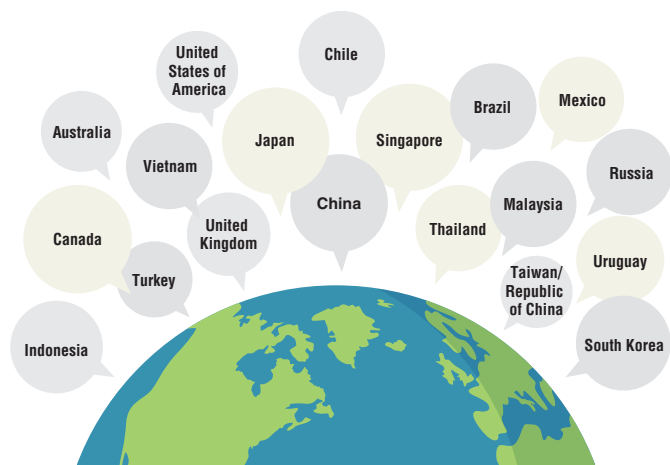 United
States of
America
Chile
Brazil
Mexico
Australia
Japan
Singapore
Vietnam
Russia
China
Malaysia
Canada
United
Kingdom
Thailand
Uruguay
Turkey
Taiwan/
Republic
of China
Indonesia
South Korea